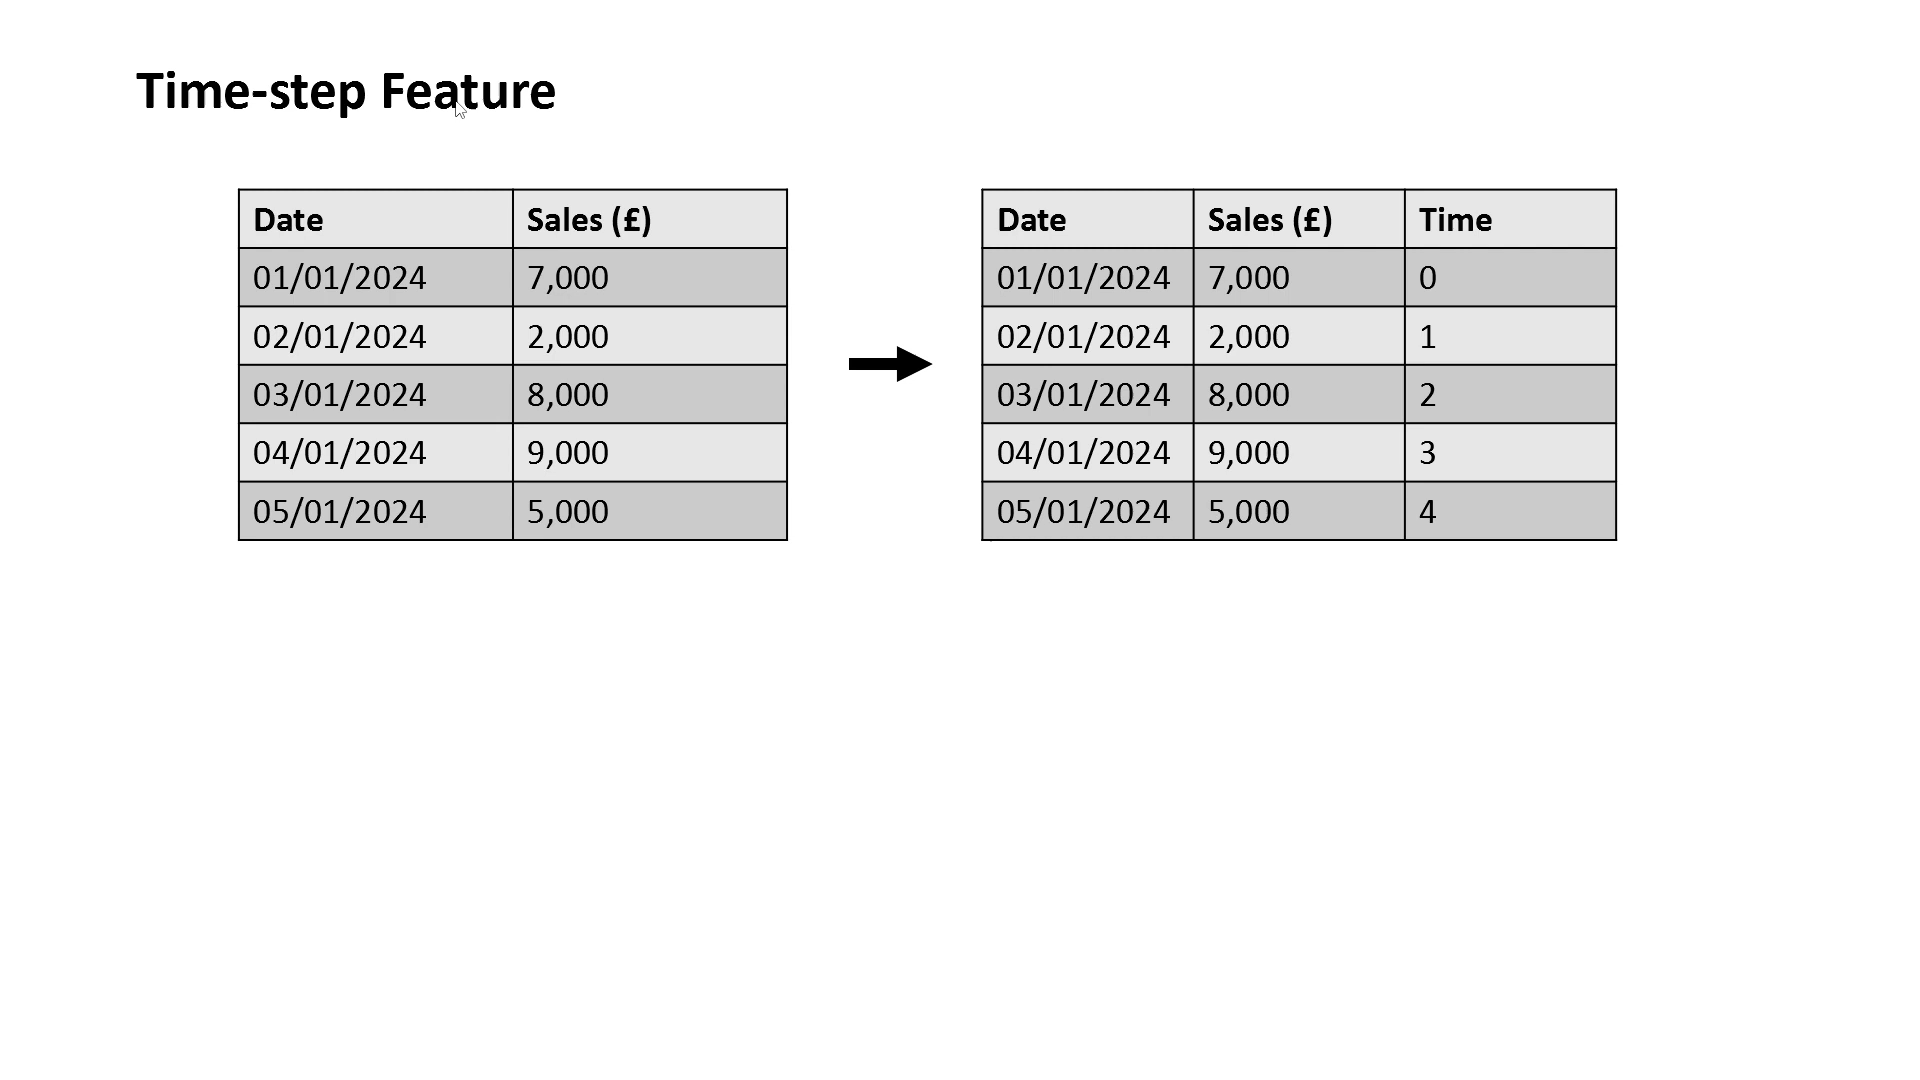 Time-step Feature
Date Sales (£)
01/01/2024 7,000
02/01/2024 2,000
03/01/2024 8,000
04/01/2024 9,000
05/01/2024 5,000
Date Sales (£) Time
01/01/2024 7,000 0
02/01/2024 2,000 1
03/01/2024 8,000 2
04/01/2024 9,000 3
05/01/2024 5,000 4